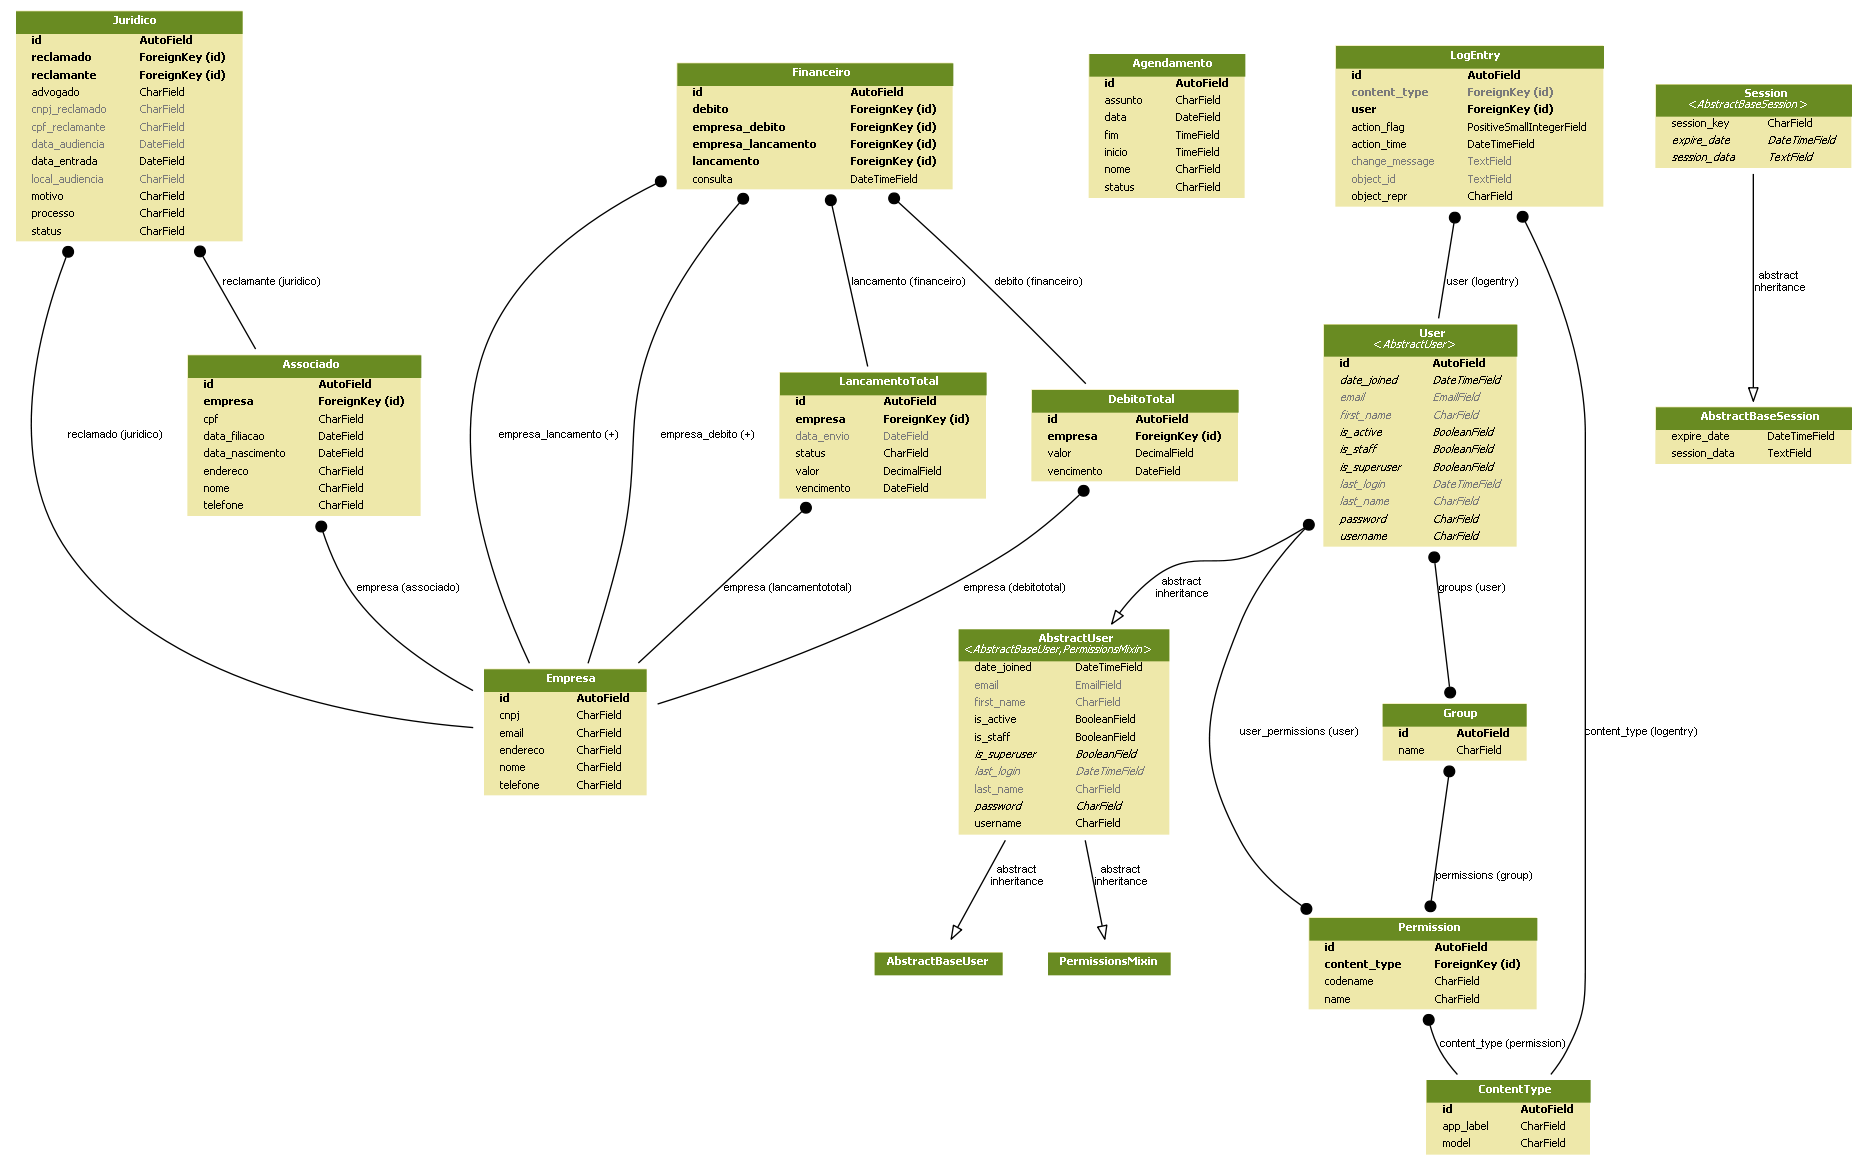 Juridico
id AutoField
reclamado ForeignKey (id)
reclamante ForeignKey (id)
advogado CharField
cnpj_reclamado CharField
cpf_reclamante CharField
data_audiencia DateField
data_entrada DateField
local_audiencia CharField
motivo CharField
processo CharField
status CharField
Financeiro
id AutoField
debito ForeignKey (id)
empresa_debito ForeignKey (id)
empresa_lancamento ForeignKey (id)
lancamento ForeignKey (id)
consulta DateTimeField
Agendamento
id AutoField
assunto CharField
data DateField
fim TimeField
inicio TimeField
nome CharField
status CharField
LogEntry
id AutoField
content_type ForeignKey (id)
user ForeignKey (id)
action_flag PositiveSmallIntegerField
action_time DateTimeField
change_message TextField
object_id TextField
object_repr CharField
Session
<AbstractBaseSession>
session_key CharField
expire_date DateTimeField
session_data TextField
reclamante (juridico)
lancamento (financeiro)
debito (financeiro)
user (logentry)
abstract
inheritance
Associado
id AutoField
empresa ForeignKey (id)
cpf CharField
data_filiacao DateField
data_nascimento DateField
endereco CharField
nome CharField
telefone CharField
LancamentoTotal
id AutoField
empresa ForeignKey (id)
data_envio DateField
status CharField
valor DecimalField
vencimento DateField
DebitoTotal
id AutoField
empresa ForeignKey (id)
valor DecimalField
vencimento DateField
User
<AbstractUser>
id AutoField
date_joined DateTimeField
email EmailField
first_name CharField
is_active BooleanField
is_staff BooleanField
is_superuser BooleanField
last_login DateTimeField
last_name CharField
password CharField
username CharField
AbstractBaseSession
expire_date DateTimeField
session_data TextField
reclamado (juridico)
empresa_lancamento (+)
empresa_debito (+)
empresa (associado)
empresa (lancamentototal)
empresa (debitototal)
abstract
inheritance
groups (user)
Empresa
id AutoField
cnpj CharField
email CharField
endereco CharField
nome CharField
telefone CharField
AbstractUser
<AbstractBaseUser,PermissionsMixin>
date_joined DateTimeField
email EmailField
first_name CharField
is_active BooleanField
is_staff BooleanField
is_superuser BooleanField
last_login DateTimeField
last_name CharField
password CharField
username CharField
user_permissions (user)
Group
id AutoField
name CharField
content_type (logentry)
abstract
inheritance
abstract
inheritance
permissions (group)
AbstractBaseUser
PermissionsMixin
Permission
id AutoField
content_type ForeignKey (id)
codename CharField
name CharField
content_type (permission)
ContentType
id AutoField
app_label CharField
model CharField